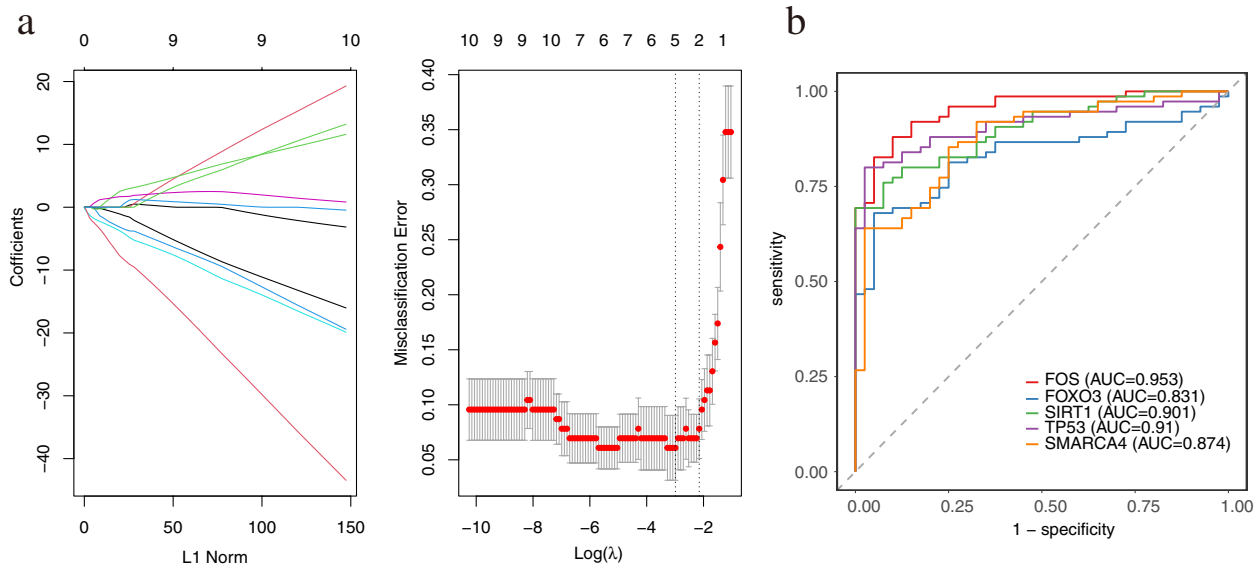 a
0 9 9 10
20
10
0
−10
−20
−30
−40
Cofficients
0 50 100 150
L1 Norm
10 9 9 10 7 6 7 6 5 2 1
0.40
0.35
0.30
0.25
0.20
0.15
0.10
0.05
Misclassification Error
−10 −8 −6 −4 −2
Log(λ)
b
1.00
0.75
0.50
0.25
0.00
sensitivity
FOS (AUC=0.953)
FOXO3 (AUC=0.831)
SIRT1 (AUC=0.901)
TP53 (AUC=0.91)
SMARCA4 (AUC=0.874)
0.00 0.25 0.50 0.75 1.00
1 − specificity